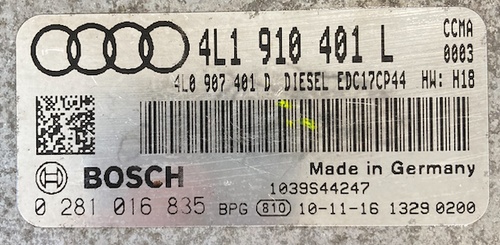 4L1 910 401 L CCMA
0003
4L0 907 401 D DIESEL EDC17CP44 HW: H18
Made in Germany
BOSCH
1039S44247
0 281 016 835 BPG 810 10-11-16 1329 0200